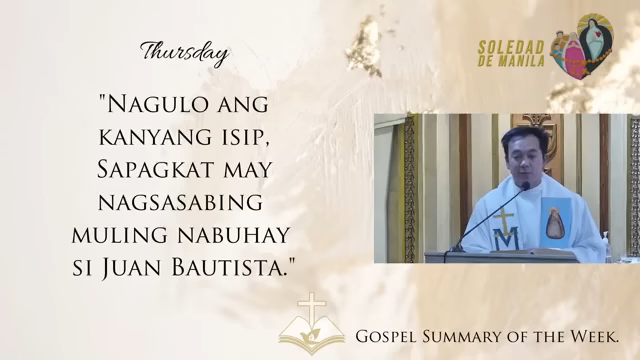 Thursday
SOLEDAD
DE MANILA
"NAGULO ANG
KANYANG ISIP,
SAPAGKAT MAY
NAGSASABING
MULING NABUHAY
SI JUAN BAUTISTA."
GOSPEL SUMMARY OF THE WEEK.